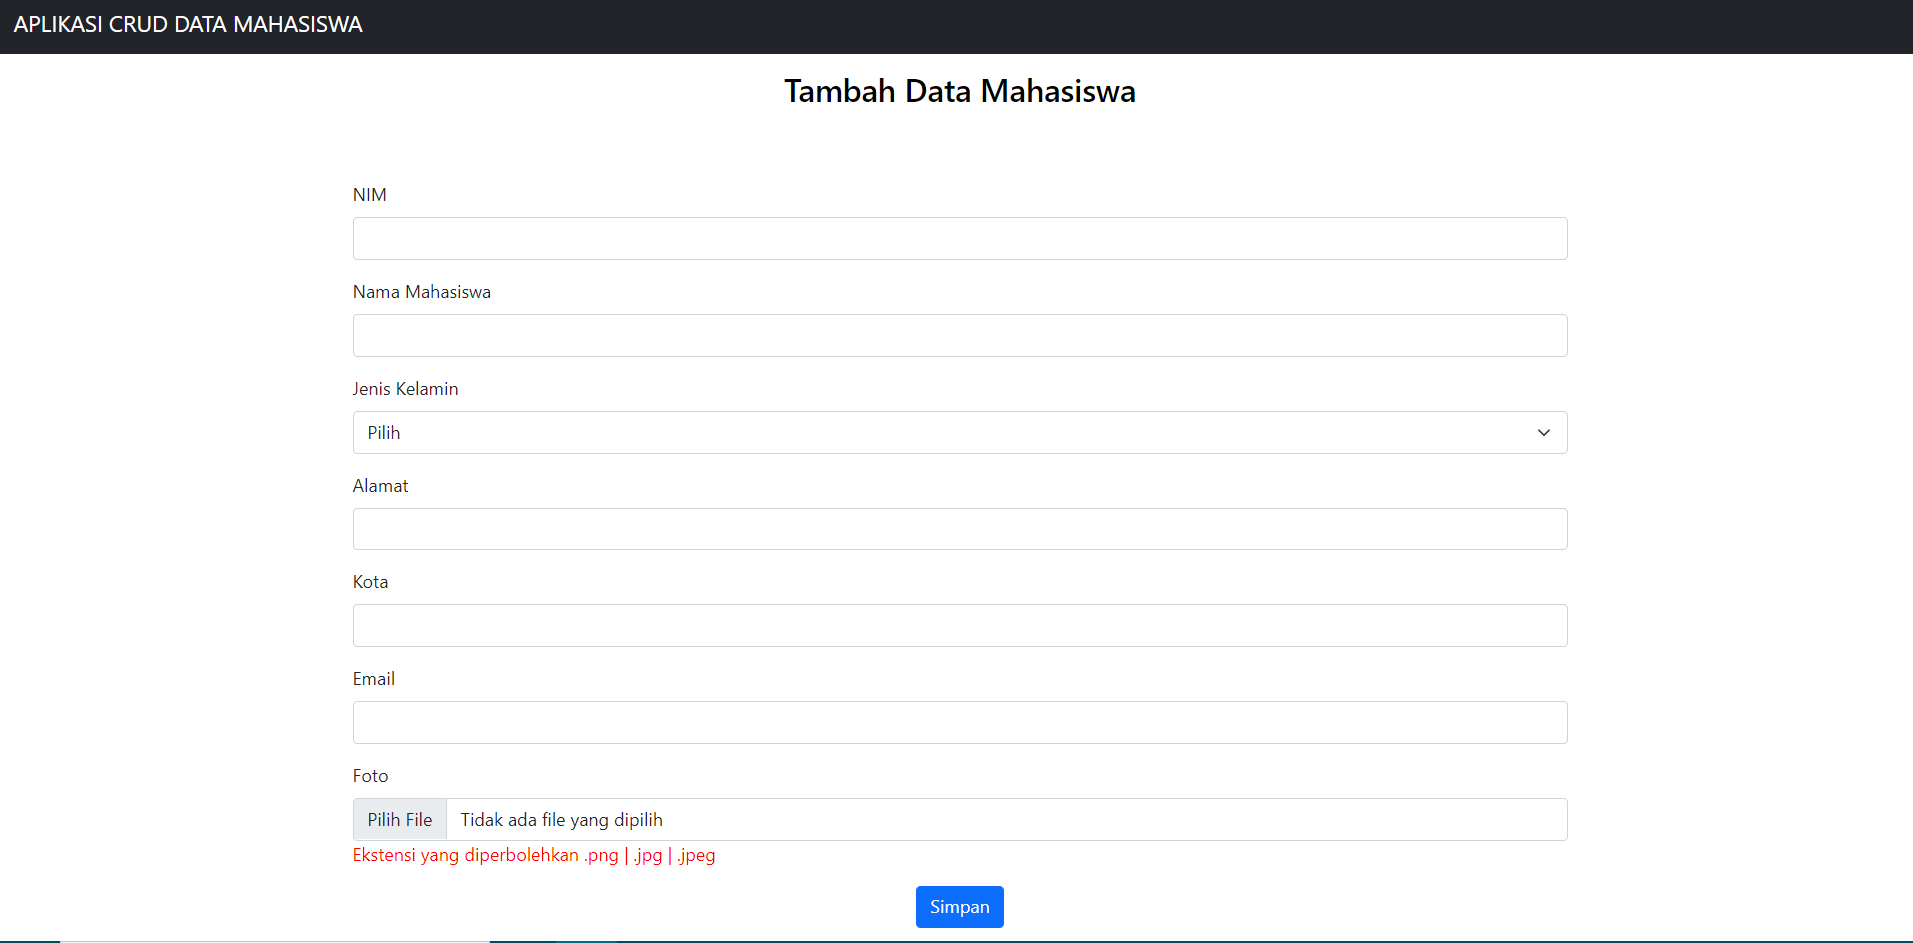 APLIKASI CRUD DATA MAHASISWA
Tambah Data Mahasiswa
NIM
Nama Mahasiswa
Jenis Kelamin
Pilih
Alamat
Kota
Email
Foto
Pilih File Tidak ada file yang dipilih
Ekstensi yang diperbolehkan .png | .jpg | .jpeg
Simpan